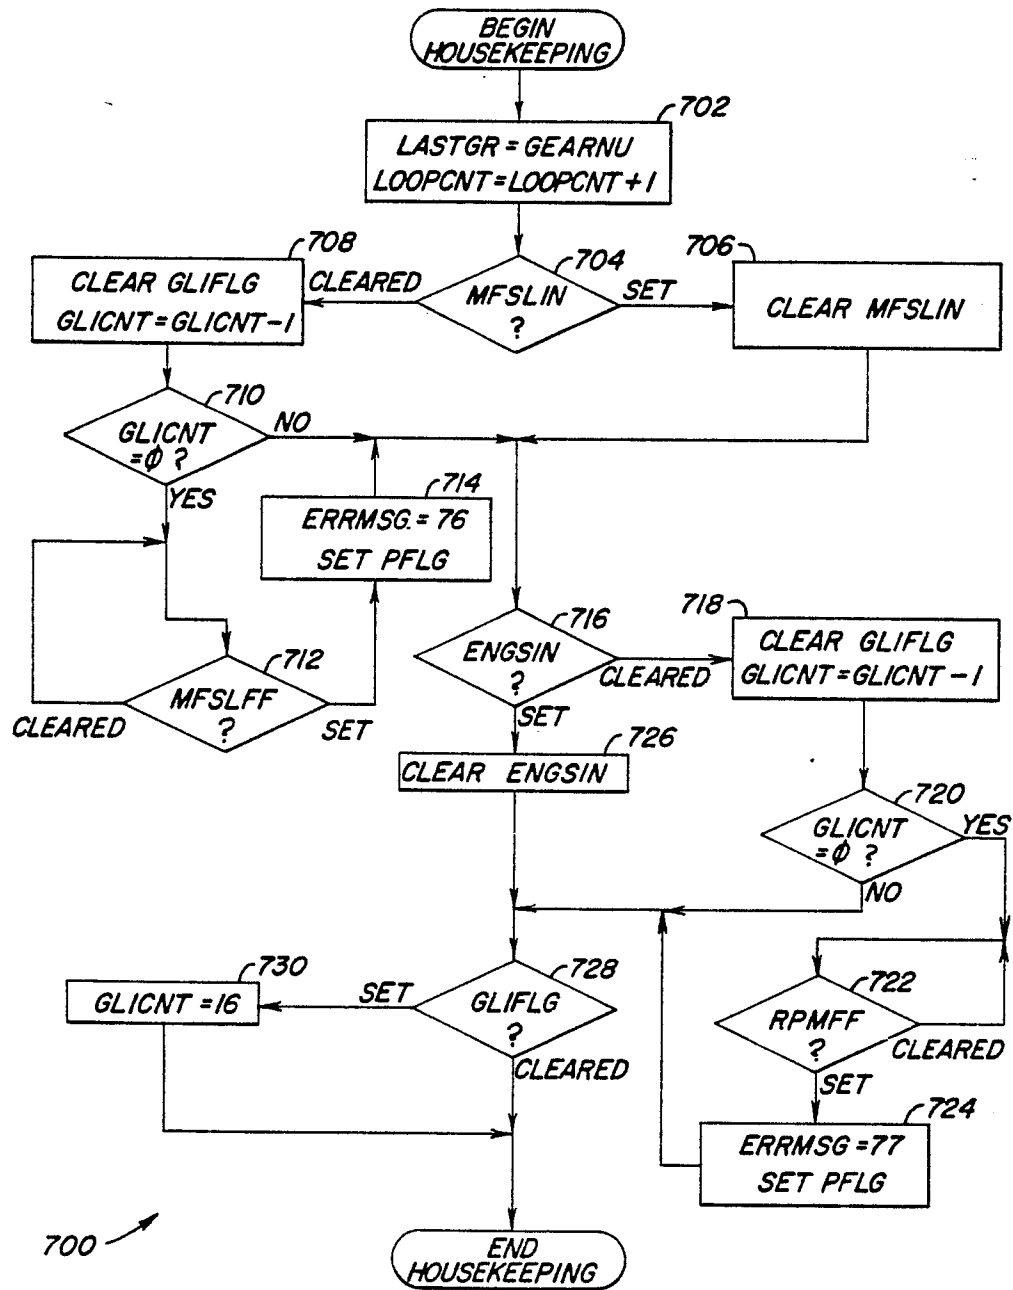 BEGIN
HOUSEKEEPING
702
LASTGR = GEARNU
LOOPCNT=LOOPCNT+1
708
CLEAR GLIFLG
GLICNT=GLICNT-1
CLEARED
704
MFSLIN
?
SET
706
CLEAR MFSLIN
710
GLICNT
=φ ?
NO
YES
714
ERRMSG.= 76
SET PFLG
712
MFSLFF
?
CLEARED
SET
716
ENGSIN
?
CLEARED
SET
718
CLEAR GLIFLG
GLICNT=GLICNT-1
726
CLEAR ENGSIN
720
GLICNT
=φ ?
YES
NO
730
GLICNT =16
SET
728
GLIFLG
?
CLEARED
722
RPMFF
?
CLEARED
SET
724
ERRMSG =77
SET PFLG
700
END
HOUSEKEEPING